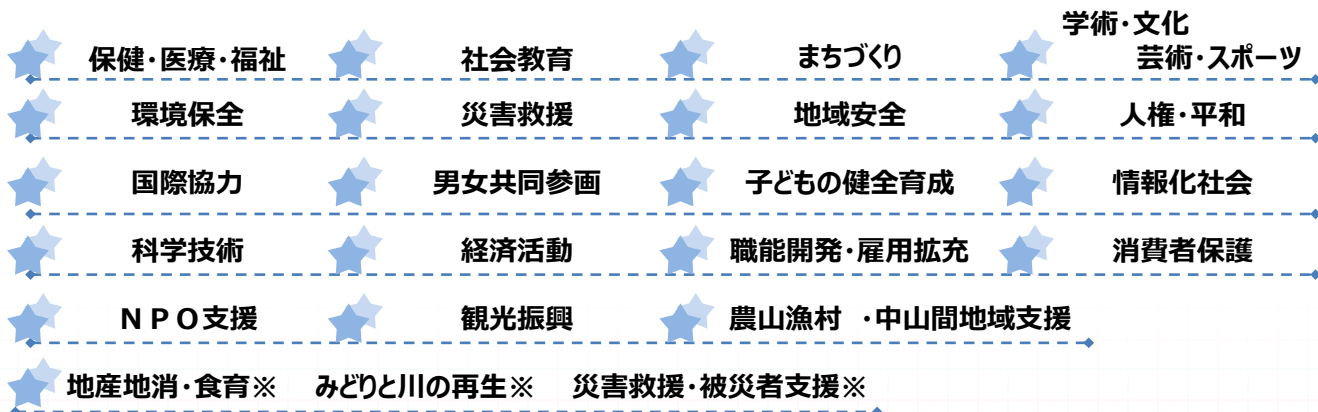 保健・医療・福祉 社会教育 まちづくり 学術・文化
芸術・スポーツ
環境保全 災害救援 地域安全 人権・平和
国際協力 男女共同参画 子どもの健全育成 情報化社会
科学技術 経済活動 職能開発・雇用拡充 消費者保護
ＮＰＯ支援 観光振興 農山漁村 ・中山間地域支援
地産地消・食育※ みどりと川の再生※ 災害救援・被災者支援※